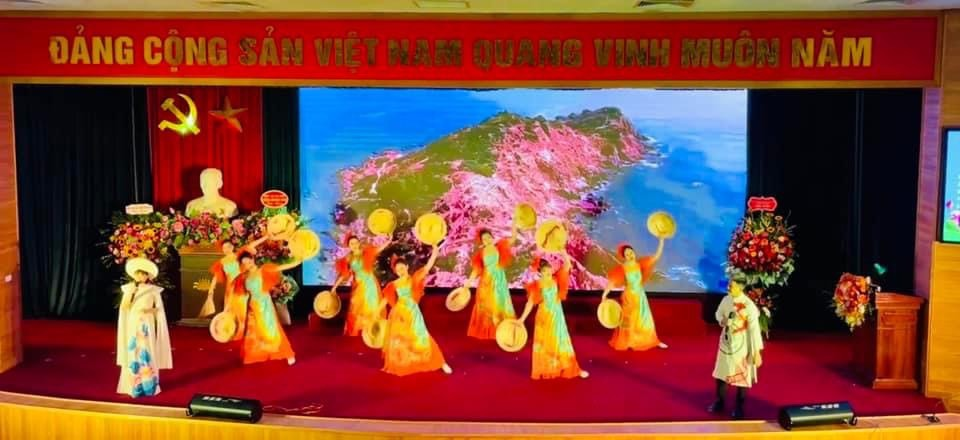 ĐẢNG CỘNG SẢN VIỆT NAM QUANG VINH MUÔN NĂM